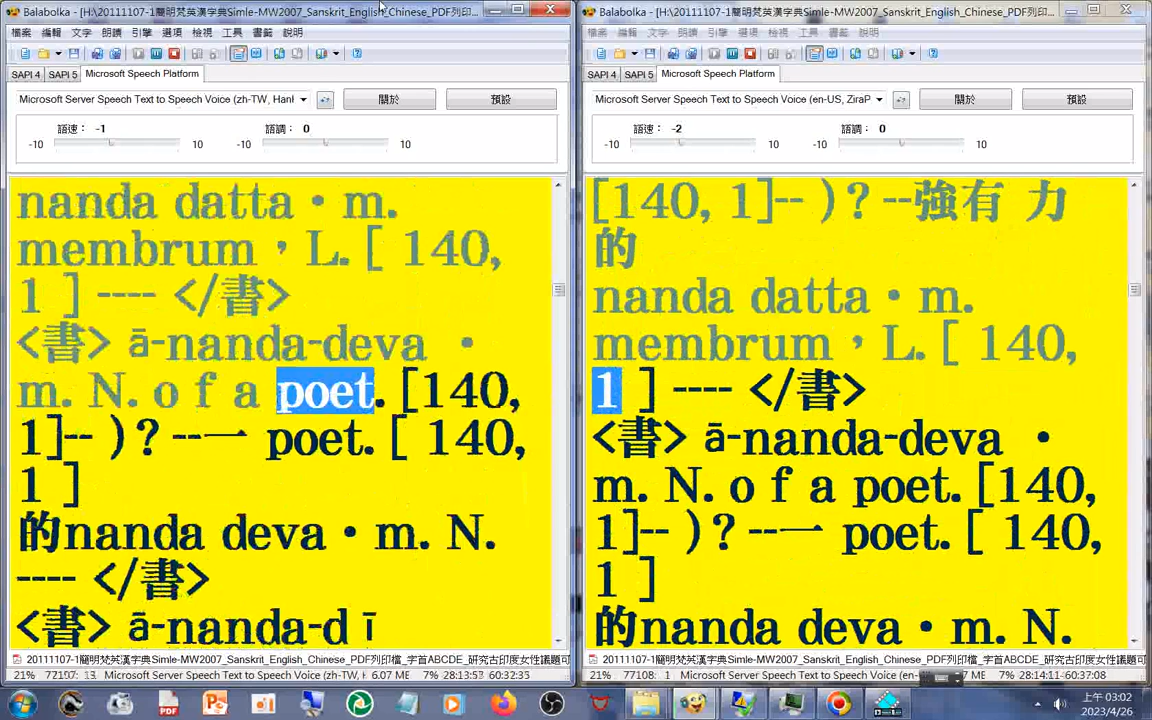 Balabolka - [H:\20111107-1簡明梵英漢字典Simle-MW2007_Sanskrit_English_Chinese_PDF列印...
檔案 編輯 文字 朗讀 引擎 選項 檢視 工具 書籤 說明
SAPI 4 SAPI 5 Microsoft Speech Platform
Microsoft Server Speech Text to Speech Voice (zh-TW, HanH 關於 預設
語速: -1 語調: 0
-10 10 -10 10
nanda datta・m.
membrum，L. [ 140,
1 ] ---- </書>
<書> ā-nanda-deva ・
m. N. o f a poet. [140,
1]-- )？--一 poet. [ 140,
1 ]
的nanda deva・m. N.
---- </書>
<書> ā-nanda-d ī
20111107-1簡明梵英漢字典Simle-MW2007_Sanskrit_English_Chinese_PDF列印檔_字首ABCDE_研究古印度女性議題可
21% 77107: 13 Microsoft Server Speech Text to Speech Voice (zh-TW, H 6.07 MB 7% 28:13:53-60:32:35
Balabolka - [H:\20111107-1簡明梵英漢字典Simle-MW2007_Sanskrit_English_Chinese_PDF列印...
檔案 編輯 文字 朗讀 引擎 選項 檢視 工具 書籤 說明
SAPI 4 SAPI 5 Microsoft Speech Platform
Microsoft Server Speech Text to Speech Voice (en-US, ZiraP 關於 預設
語速: -2 語調: 0
-10 10 -10 10
[140, 1]-- )？--強有 力
的
nanda datta・m.
membrum，L. [ 140,
1 ] ---- </書>
<書> ā-nanda-deva ・
m. N. o f a poet. [140,
1]-- )？--一 poet. [ 140,
1 ]
的nanda deva・m. N.
20111107-1簡明梵英漢字典Simle-MW2007_Sanskrit_English_Chinese_PDF列印檔_字首ABCDE_研究古印度女性議題可
21% 77108: 1 Microsoft Server Speech Text to Speech Voice (en-US, 7% 28:14:11-60:37:08
上午 03:02
2023/4/26